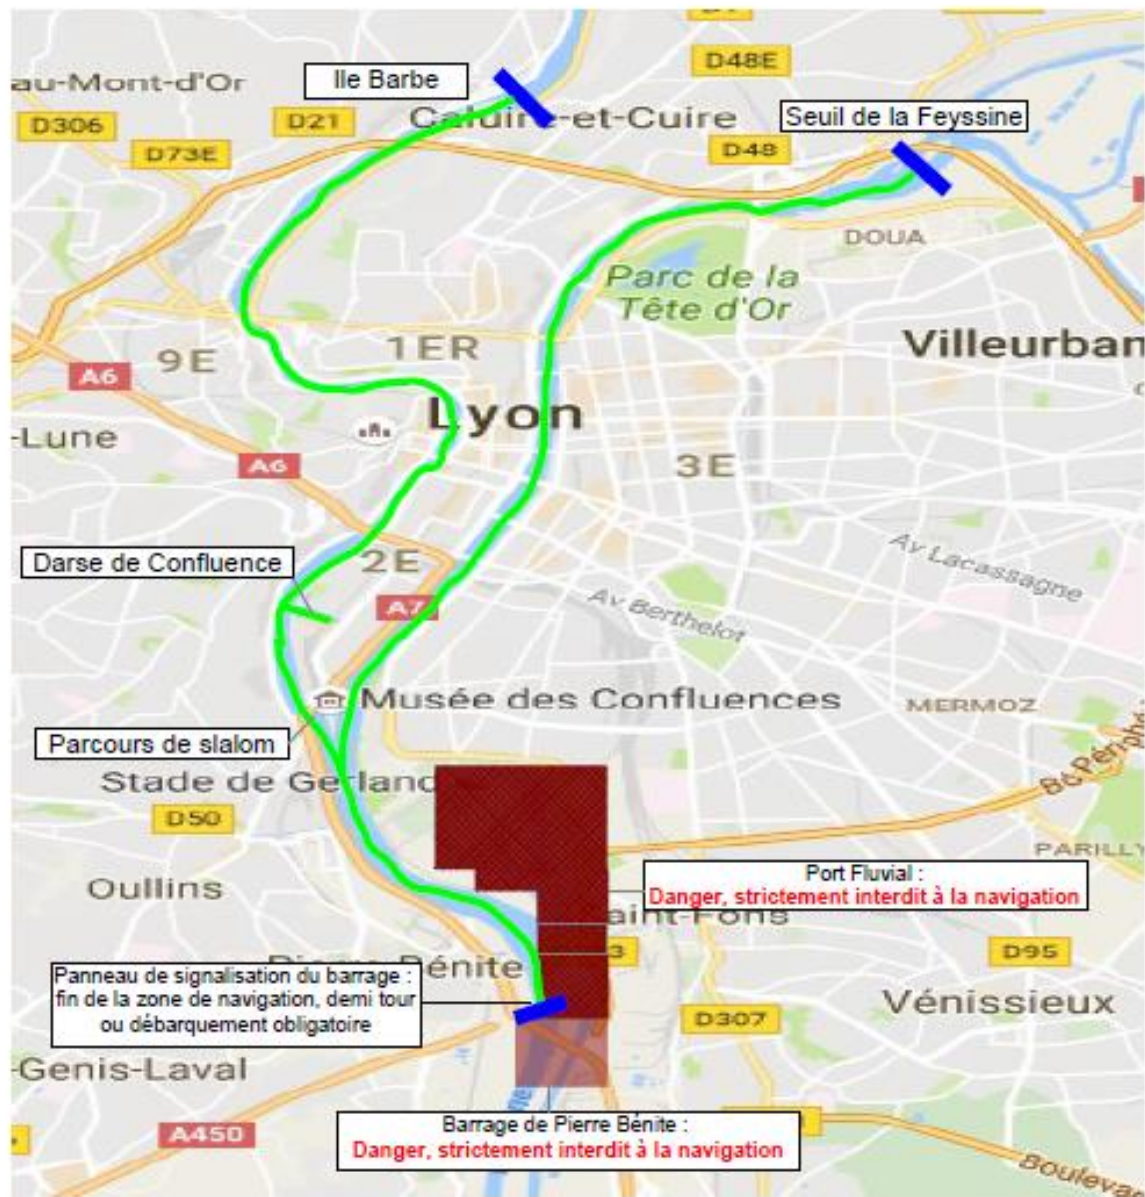 D48E
au-Mont-d'Or
Ile Barbe
D306
D21
Caluire-et-Cuire
Seuil de la Feyssine
D73E
D48
DOUA
Parc de la
Tête d'Or
Villeurban
9E
1ER
A6
Lyon
-Lune
A6
3E
Darse de Confluence
2E
Av Lacassagne
A7
Av Berthelot
Musée des Confluences
MERMOZ
Parcours de slalom
Bd Périph
Stade de Gerland
D50
PARILLY
Oullins
Port Fluvial :
Danger, strictement interdit à la navigation
aint-Fons
3
D95
Panneau de signalisation du barrage :
fin de la zone de navigation, demi tour
ou débarquement obligatoire
Bénite
Vénissieux
D307
-Genis-Laval
A450
Barrage de Pierre Bénite :
Danger, strictement interdit à la navigation
Bouleva